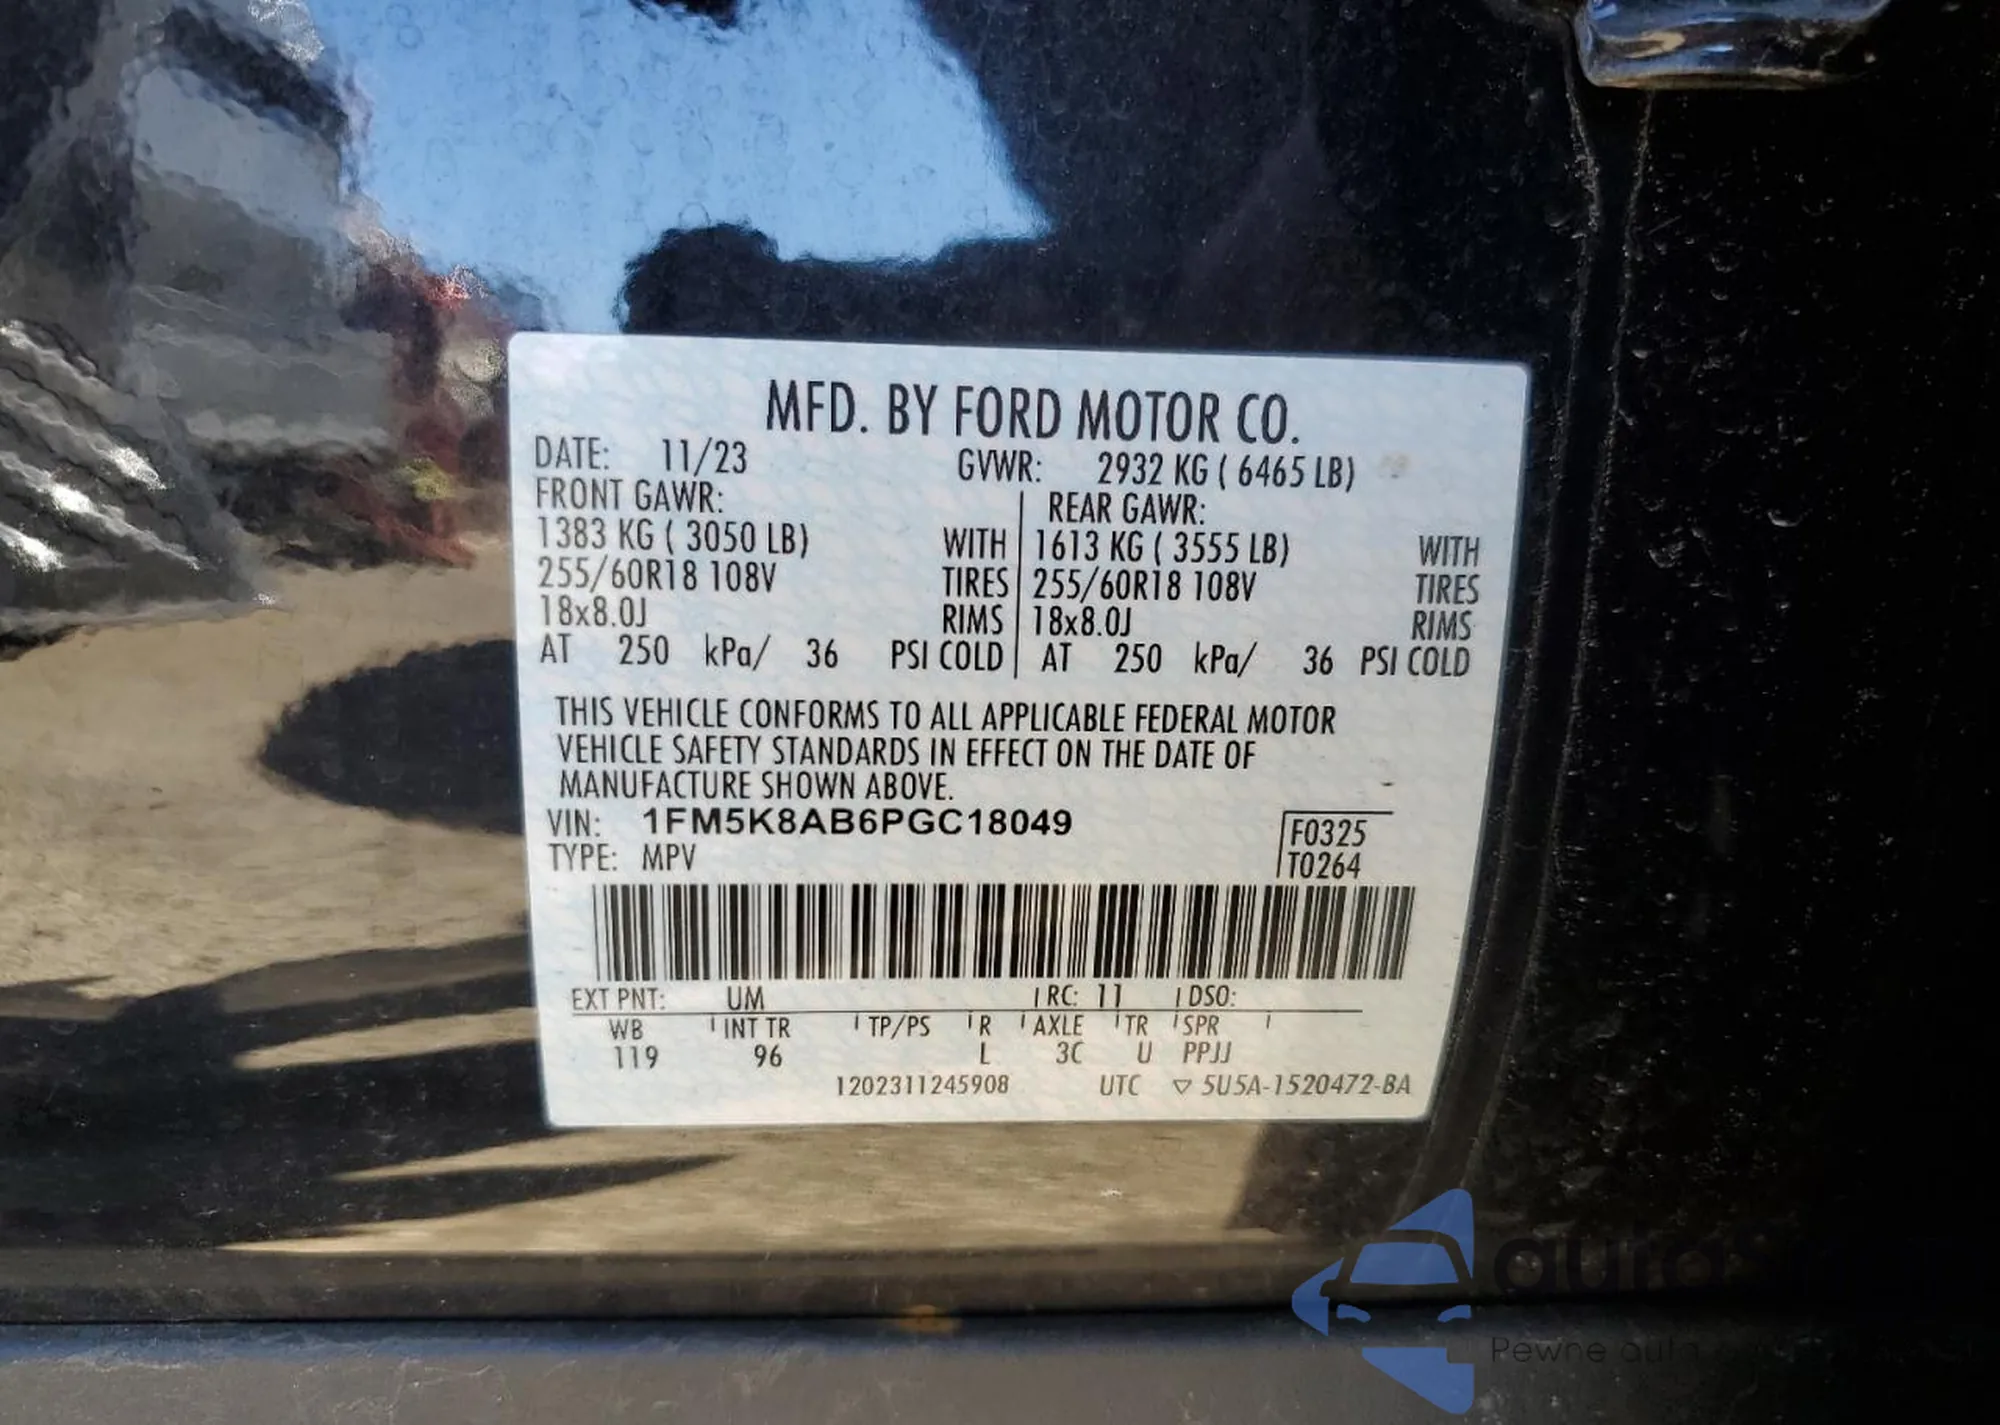 MFD. BY FORD MOTOR CO.
DATE: 11/23 GVWR: 2932 KG ( 6465 LB)
FRONT GAWR: REAR GAWR:
1383 KG ( 3050 LB) WITH 1613 KG ( 3555 LB) WITH
255/60R18 108V TIRES 255/60R18 108V TIRES
18x8.0J RIMS 18x8.0J RIMS
AT 250 kPa/ 36 PSI COLD AT 250 kPa/ 36 PSI COLD
THIS VEHICLE CONFORMS TO ALL APPLICABLE FEDERAL MOTOR
VEHICLE SAFETY STANDARDS IN EFFECT ON THE DATE OF
MANUFACTURE SHOWN ABOVE.
VIN: 1FM5K8AB6PGC18049 F0325
TYPE: MPV T0264
EXT PNT: UM RC: 11 DSO:
WB INT TR TP/PS R AXLE TR SPR
119 96 L 3C U PPJJ
1202311245908 UTC ▽ 5U5A-1520472-BA
Pewne auto